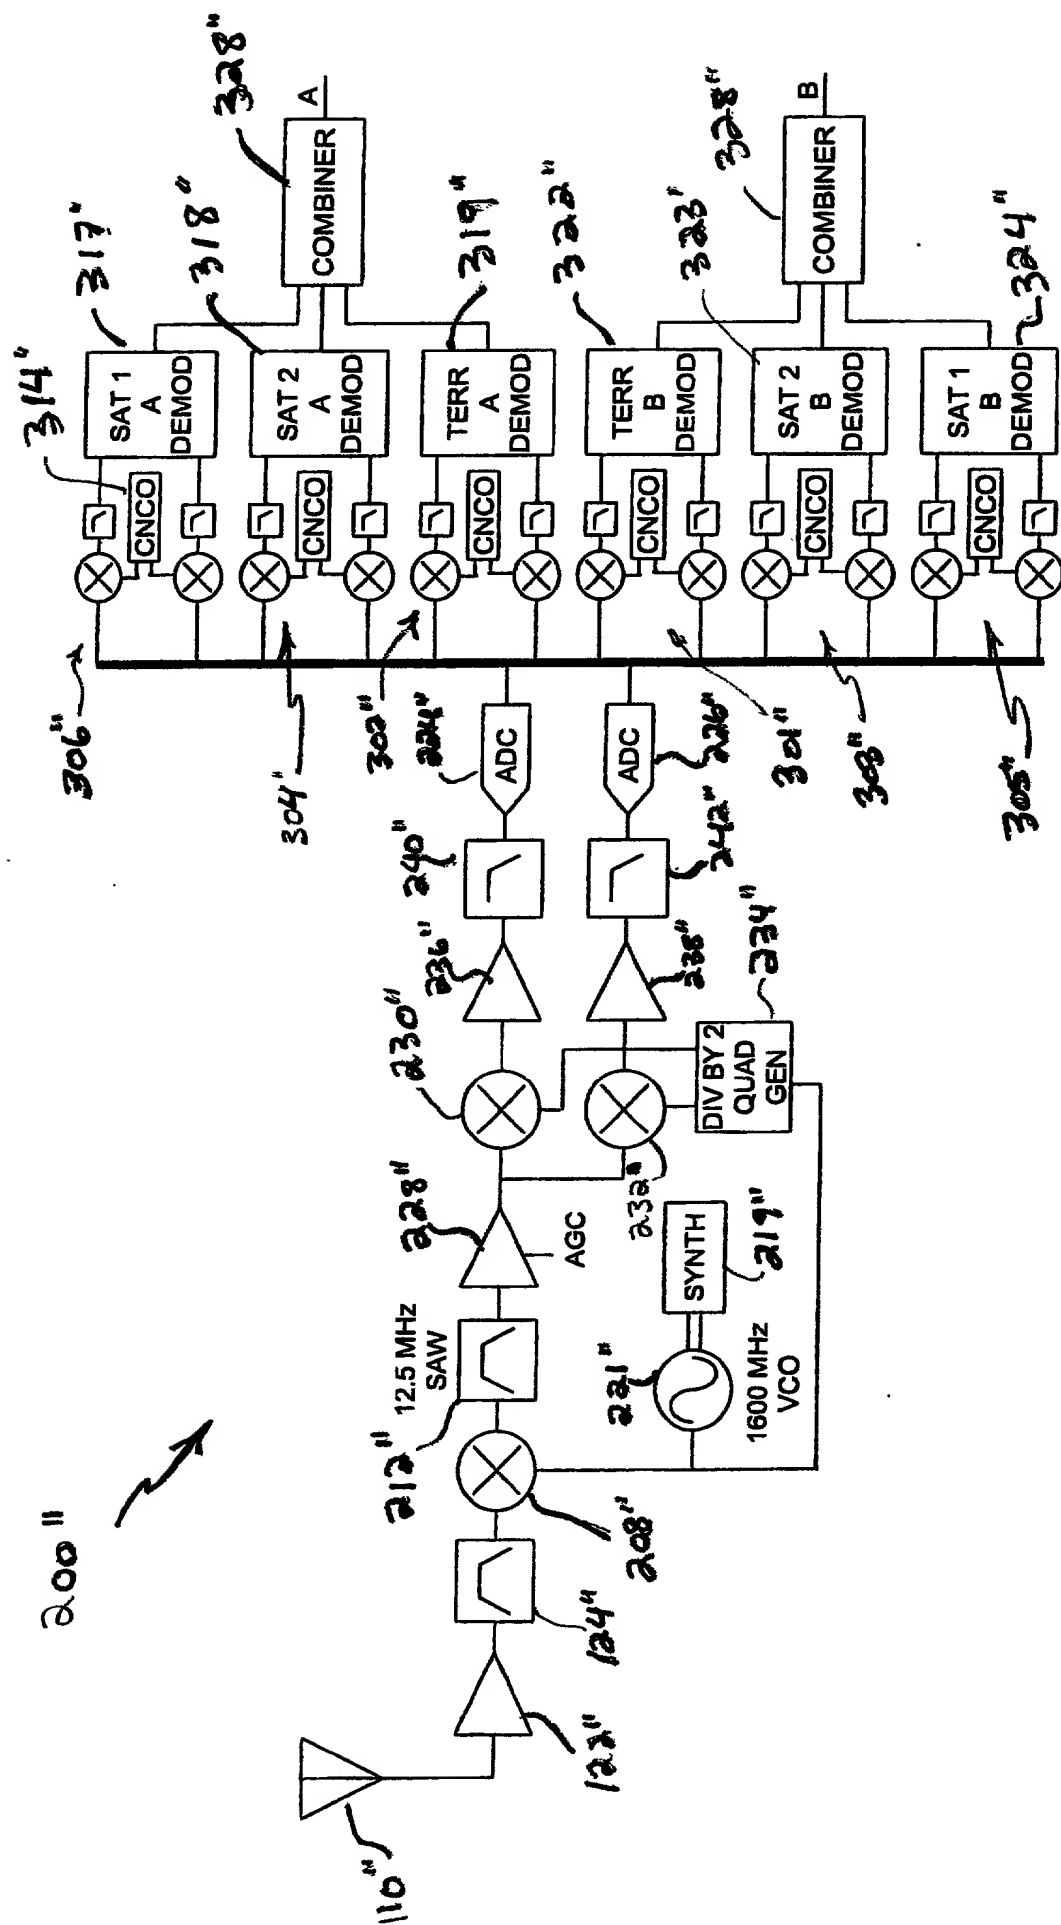 200"
110"
122"
124"
208"
212"
12.5 MHz
SAW
228"
AGC
221"
1600 MHz
VCO
SYNTH
219"
230"
232"
DIV BY 2
QUAD
GEN
234"
236"
238"
240"
242"
ADC
224"
ADC
226"
306"
304"
302"
301"
303"
305"
314"
CNCO
CNCO
CNCO
CNCO
CNCO
CNCO
SAT 1
A
DEMOD
317"
SAT 2
A
DEMOD
318"
TERR
A
DEMOD
319"
TERR
B
DEMOD
322"
SAT 2
B
DEMOD
323"
SAT 1
B
DEMOD
324"
COMBINER
328"
A
COMBINER
328"
B